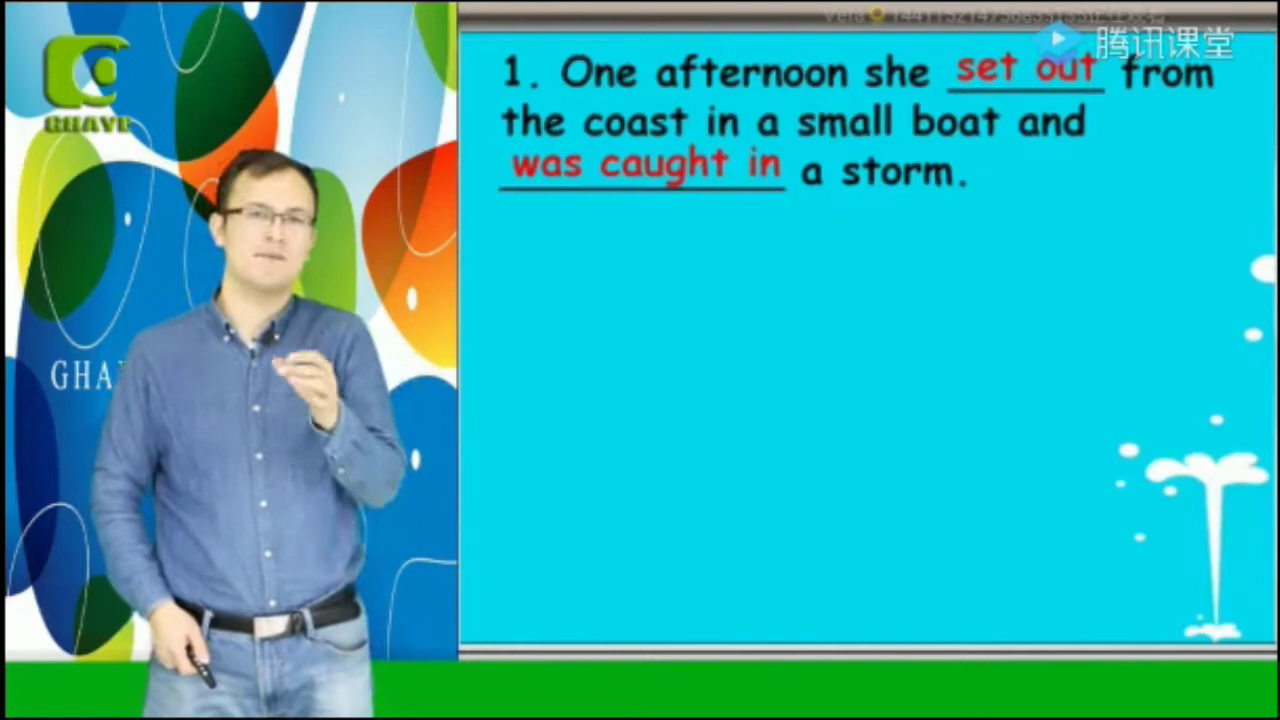 腾讯课堂
1. One afternoon she set out from
the coast in a small boat and
was caught in a storm.
GHAVE
GHA